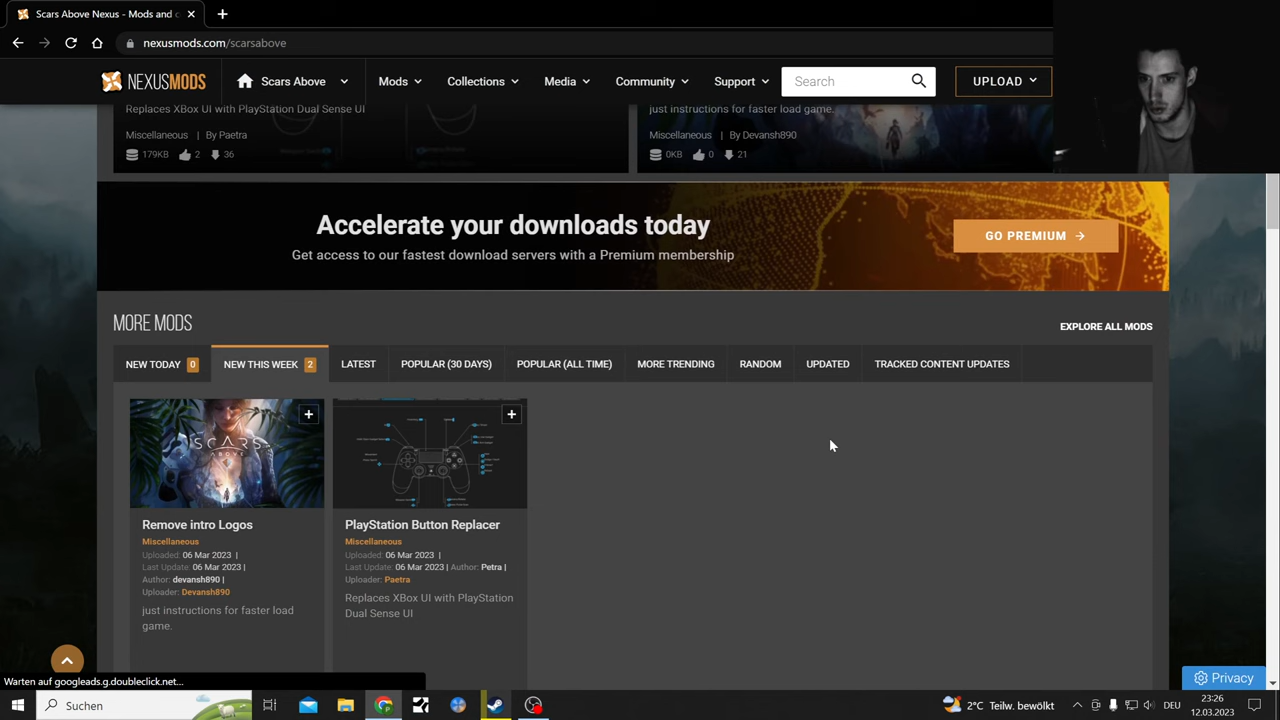 Scars Above Nexus - Mods and c
nexusmods.com/scarsabove
NEXUSMODS
Scars Above
Mods
Collections
Media
Community
Support
Search
UPLOAD
Replaces XBox UI with PlayStation Dual Sense UI
Miscellaneous | By Paetra
179KB 2 36
just instructions for faster load game.
Miscellaneous | By Devansh890
0KB 0 21
Accelerate your downloads today
Get access to our fastest download servers with a Premium membership
GO PREMIUM
MORE MODS
EXPLORE ALL MODS
NEW TODAY 0
NEW THIS WEEK 2
LATEST
POPULAR (30 DAYS)
POPULAR (ALL TIME)
MORE TRENDING
RANDOM
UPDATED
TRACKED CONTENT UPDATES
SCARS
ABOVE
Remove intro Logos
Miscellaneous
Uploaded: 06 Mar 2023 |
Last Update: 06 Mar 2023 |
Author: devansh890 |
Uploader: Devansh890
just instructions for faster load
game.
PlayStation Button Replacer
Miscellaneous
Uploaded: 06 Mar 2023 |
Last Update: 06 Mar 2023 | Author: Petra |
Uploader: Paetra
Replaces XBox UI with PlayStation
Dual Sense UI
Privacy
Warten auf googleads.g.doubleclick.net...
Suchen
2°C Teilw. bewölkt
DEU
23:26
12.03.2023